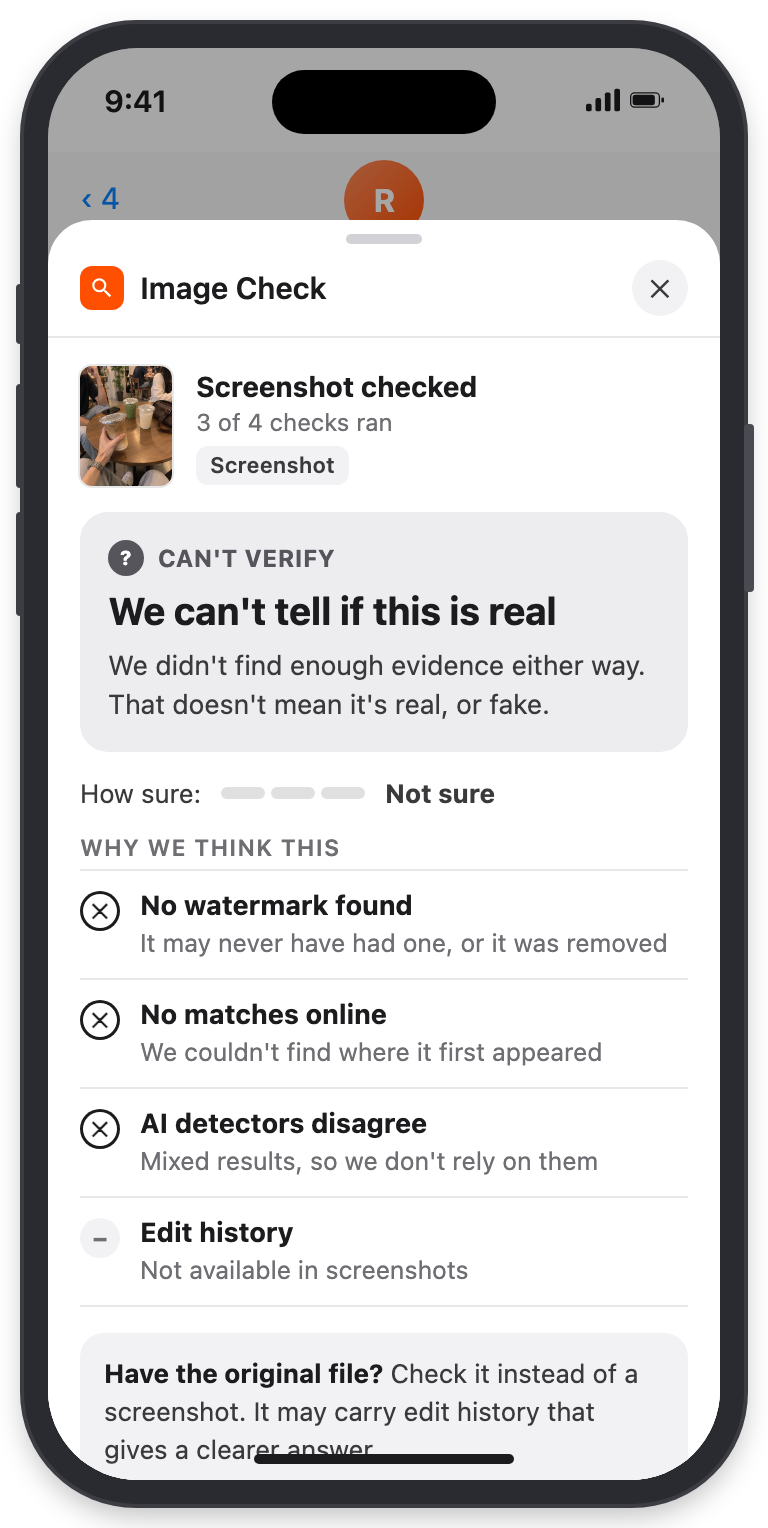 9:41
‹ 4
R
Image Check
Screenshot checked
3 of 4 checks ran
Screenshot
? CAN'T VERIFY
We can't tell if this is real
We didn't find enough evidence either way.
That doesn't mean it's real, or fake.
How sure: Not sure
WHY WE THINK THIS
No watermark found
It may never have had one, or it was removed
No matches online
We couldn't find where it first appeared
AI detectors disagree
Mixed results, so we don't rely on them
Edit history
Not available in screenshots
Have the original file? Check it instead of a
screenshot. It may carry edit history that
gives a clearer answer.